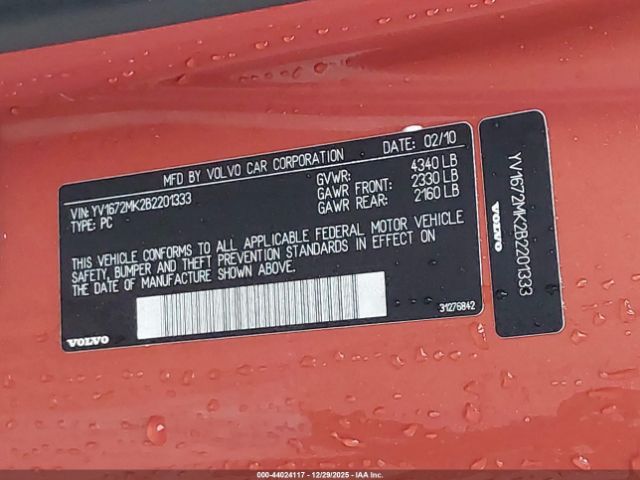 MFD BY VOLVO CAR CORPORATION DATE: 02/10
VIN: YV1672MK2B2201333 GVWR: 4340 LB
TYPE: PC GAWR FRONT: 2330 LB
GAWR REAR: 2160 LB
THIS VEHICLE CONFORMS TO ALL APPLICABLE FEDERAL MOTOR VEHICLE
SAFETY, BUMPER AND THEFT PREVENTION STANDARDS IN EFFECT ON
THE DATE OF MANUFACTURE SHOWN ABOVE.
31276842
VOLVO
YV1672MK2B2201333
VOLVO
000-44024117 - 12/29/2025 - IAA Inc.